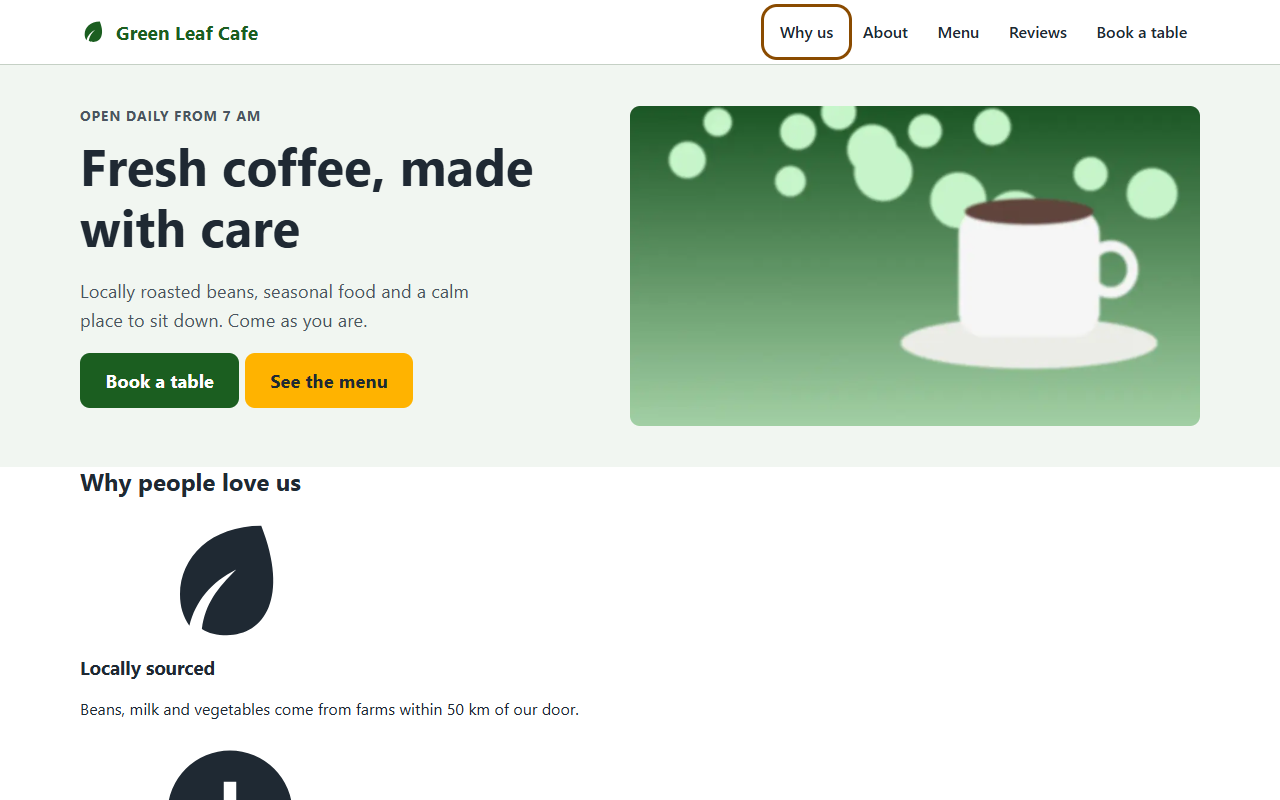 Green Leaf Cafe
Why us
About
Menu
Reviews
Book a table
OPEN DAILY FROM 7 AM
Fresh coffee, made
with care
Locally roasted beans, seasonal food and a calm
place to sit down. Come as you are.
Book a table
See the menu
Why people love us
Locally sourced
Beans, milk and vegetables come from farms within 50 km of our door.